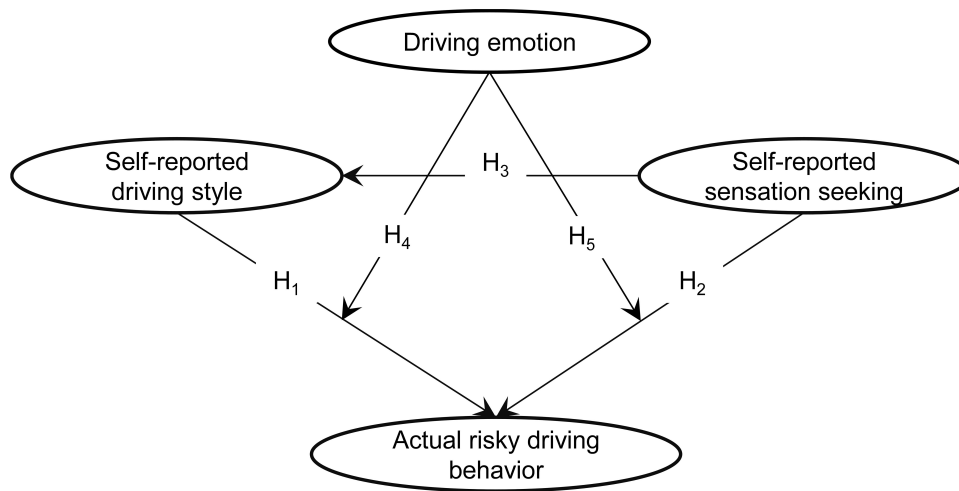 Driving emotion
Self-reported
driving style
H₃
Self-reported
sensation seeking
H₄
H₅
H₁
H₂
Actual risky driving
behavior